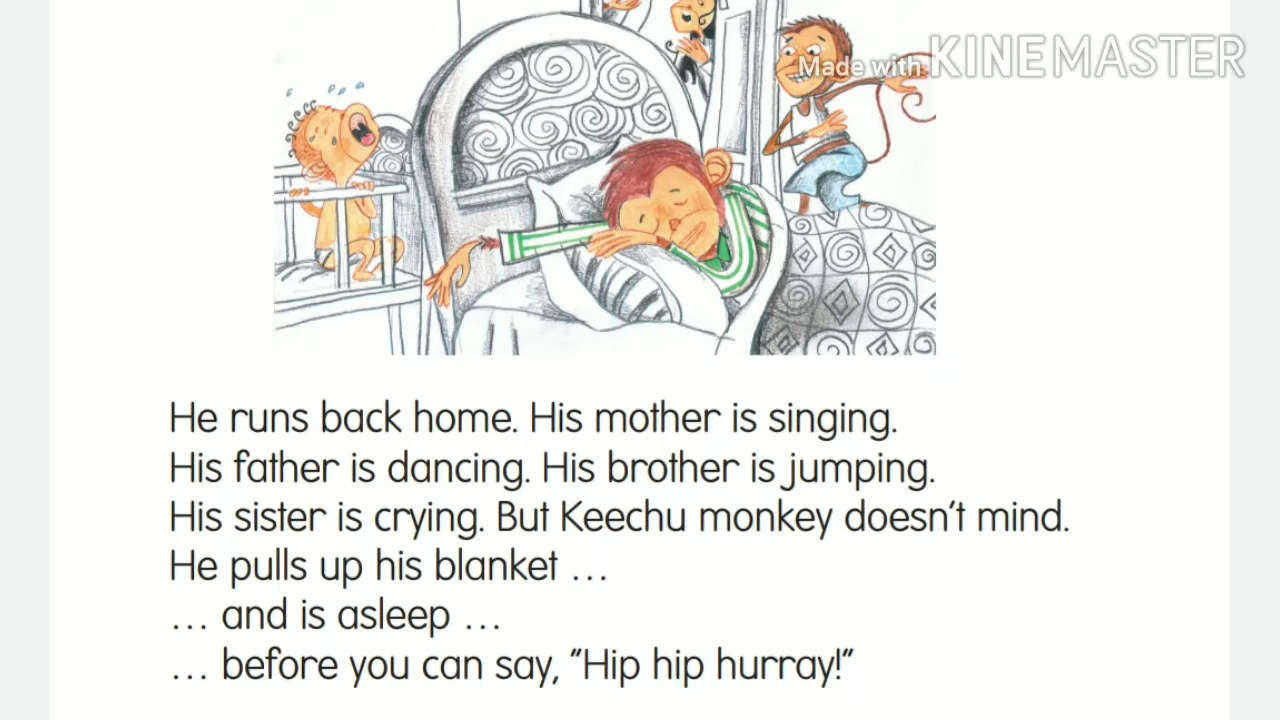 Made with KINEMASTER
He runs back home. His mother is singing.
His father is dancing. His brother is jumping.
His sister is crying. But Keechu monkey doesn’t mind.
He pulls up his blanket …
… and is asleep …
… before you can say, “Hip hip hurray!”